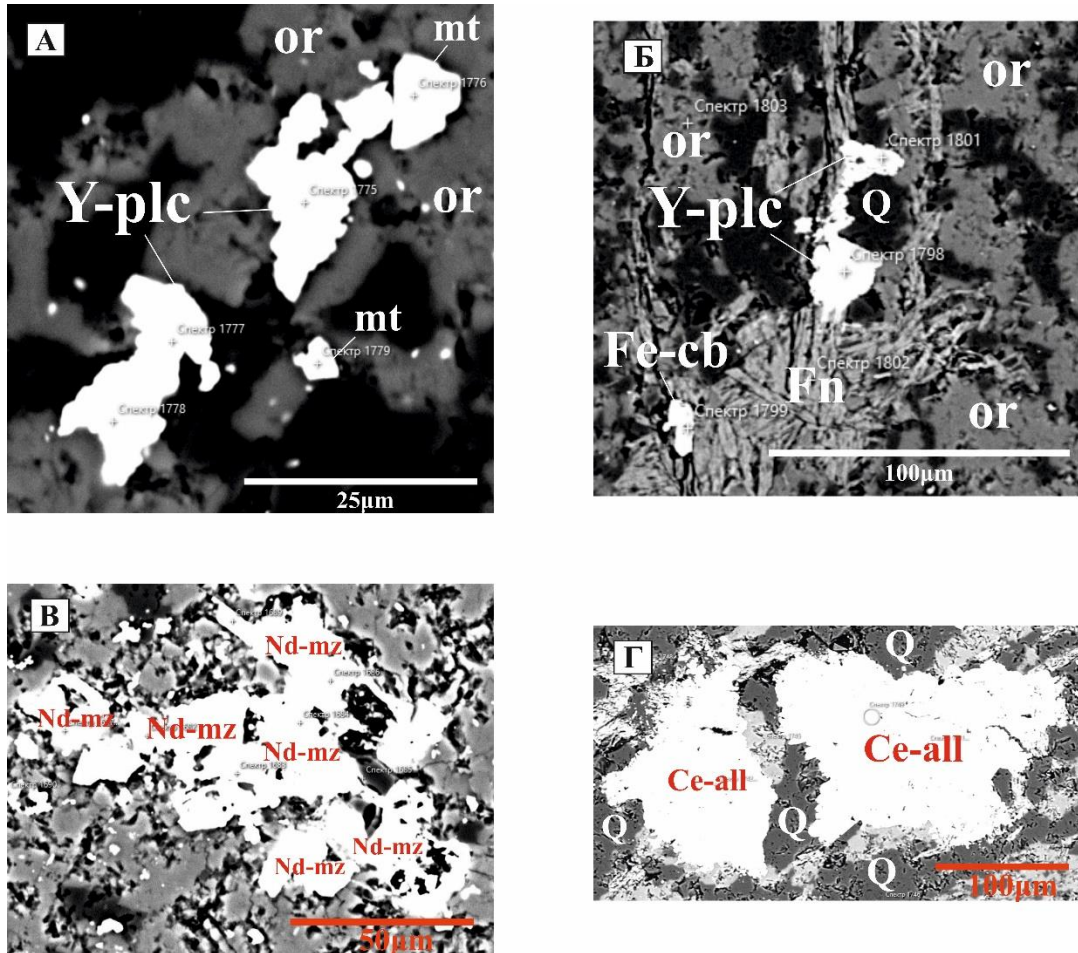 А
or
mt
Спектр 1776
Спектр 1775
Y-plc
or
Спектр 1777
mt
Спектр 1779
Спектр 1778
25µm
Б
or
Спектр 1803
or
Спектр 1801
Y-plc
Q
Спектр 1798
Fe-cb
Спектр 1802
Fn
Спектр 1799
or
100µm
В
Nd-mz
Nd-mz
Nd-mz
Nd-mz
Nd-mz
Nd-mz
50µm
Г
Q
Ce-all
Ce-all
Q
Q
Q
100µm